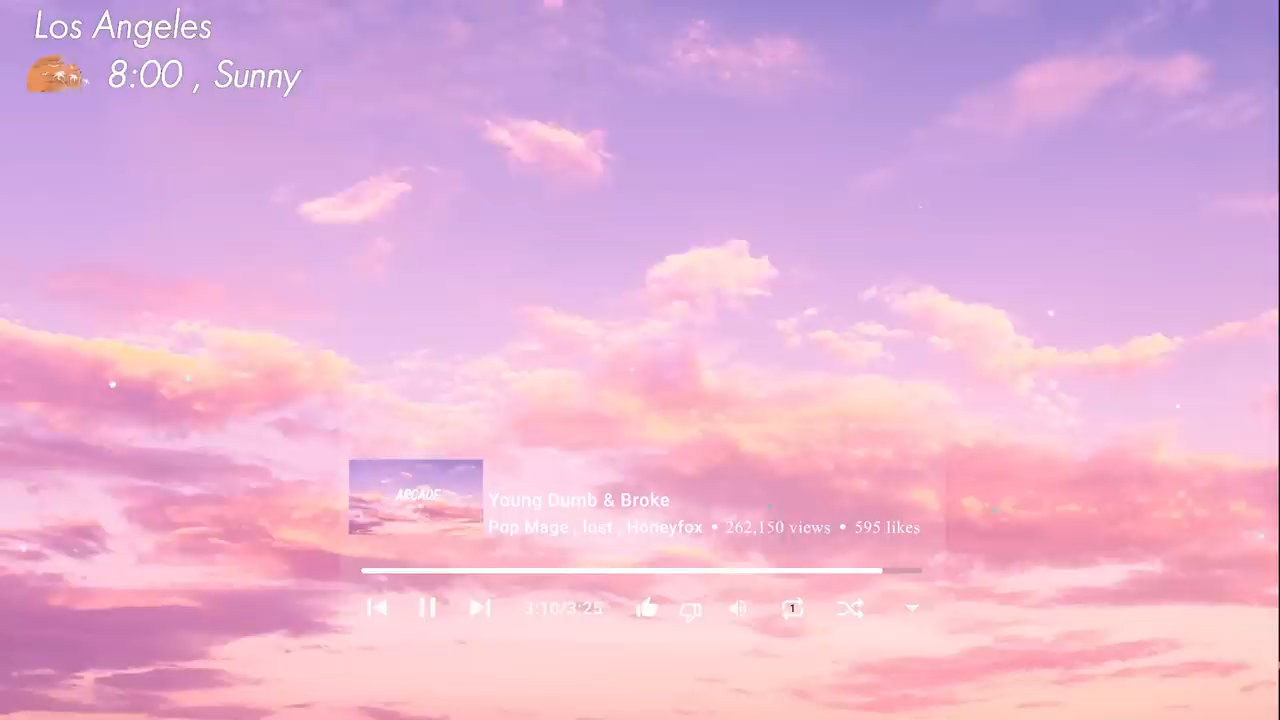 Los Angeles
8:00 , Sunny
ARCADE
Young Dumb & Broke
Pop Mage , lost , Honeyfox • 262,150 views • 595 likes
3:10/3:25
1